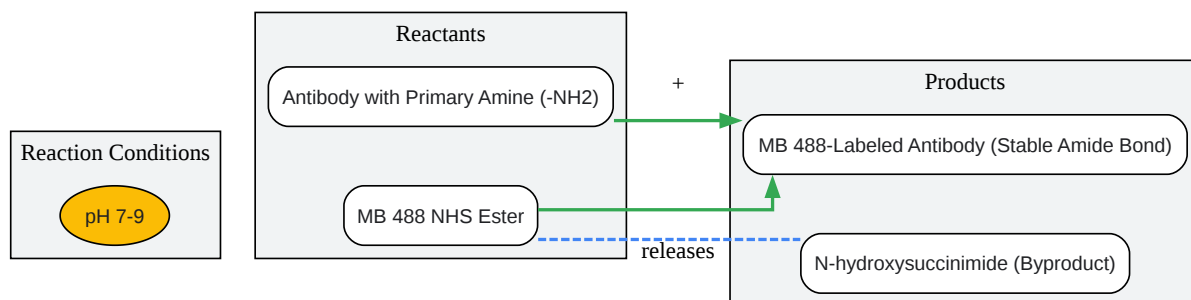 Reaction Conditions
pH 7-9
Reactants
Antibody with Primary Amine (-NH2)
MB 488 NHS Ester
+
releases
Products
MB 488-Labeled Antibody (Stable Amide Bond)
N-hydroxysuccinimide (Byproduct)